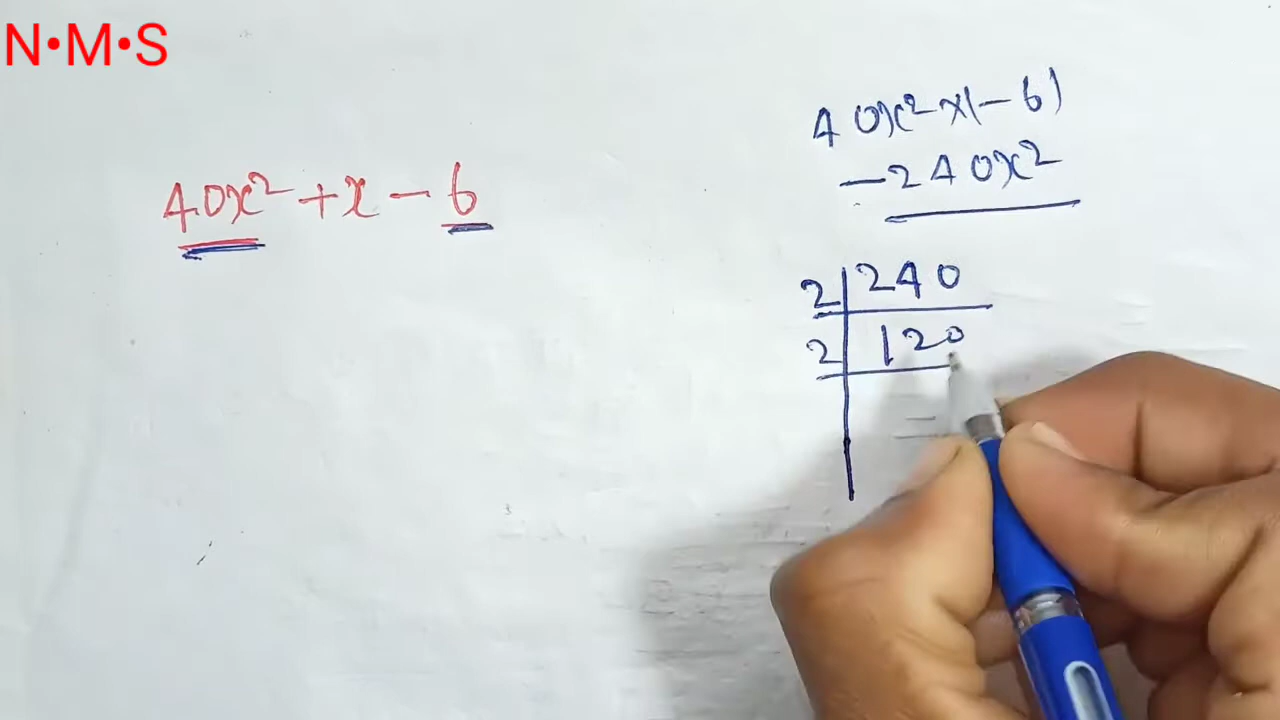 N•M•S
40x² + x - 6
40x² x(-6)
-240x²
2 | 240
2 | 120